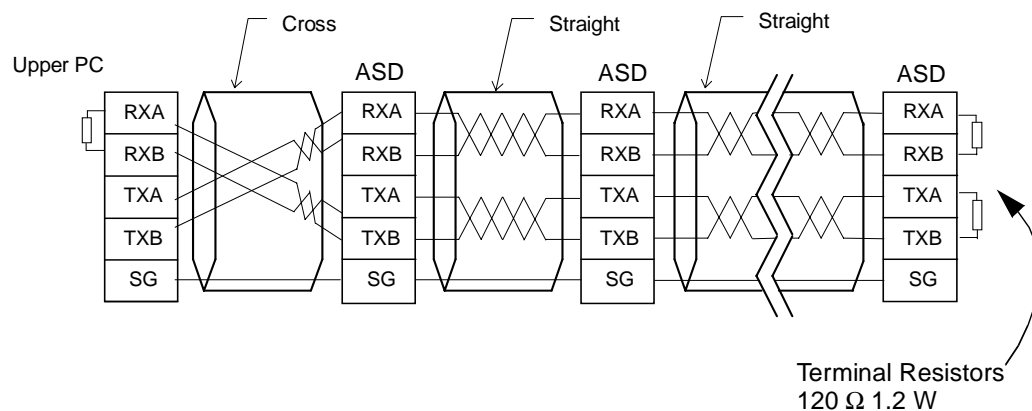 Cross
Straight
Straight
Upper PC
ASD
ASD
ASD
RXA
RXB
TXA
TXB
SG
RXA
RXB
TXA
TXB
SG
RXA
RXB
TXA
TXB
SG
RXA
RXB
TXA
TXB
SG
Terminal Resistors
120 Ω 1.2 W